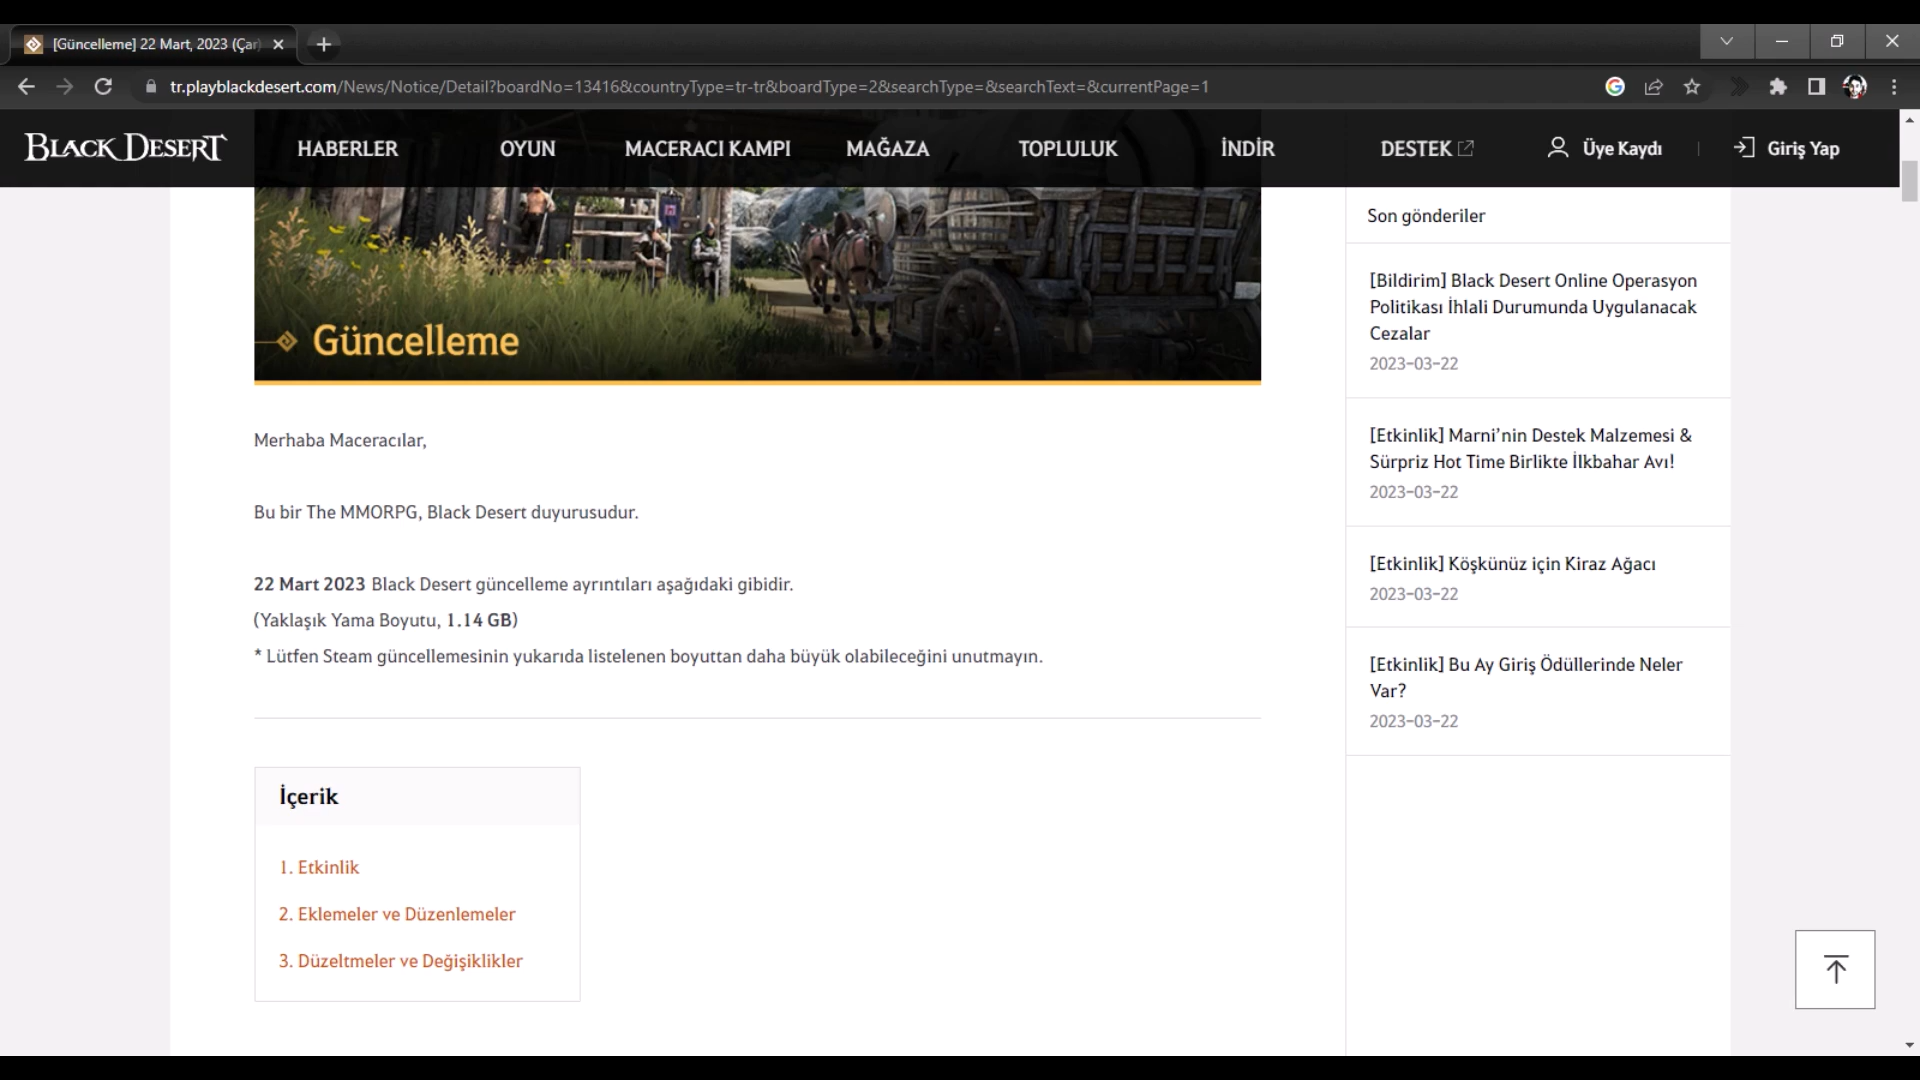 [Güncelleme] 22 Mart, 2023 (Çar)
tr.playblackdesert.com/News/Notice/Detail?boardNo=13416&countryType=tr-tr&boardType=2&searchType=&searchText=&currentPage=1
BLACK DESERT
HABERLER
OYUN
MACERACI KAMPI
MAĞAZA
TOPLULUK
İNDİR
DESTEK
Üye Kaydı
Giriş Yap
Güncelleme
Merhaba Maceracılar,
Bu bir The MMORPG, Black Desert duyurusudur.
22 Mart 2023 Black Desert güncelleme ayrıntıları aşağıdaki gibidir.
(Yaklaşık Yama Boyutu, 1.14 GB)
* Lütfen Steam güncellemesinin yukarıda listelenen boyuttan daha büyük olabileceğini unutmayın.
İçerik
1. Etkinlik
2. Eklemeler ve Düzenlemeler
3. Düzeltmeler ve Değişiklikler
Son gönderiler
[Bildirim] Black Desert Online Operasyon
Politikası İhlali Durumunda Uygulanacak
Cezalar
2023-03-22
[Etkinlik] Marni’nin Destek Malzemesi &
Sürpriz Hot Time Birlikte İlkbahar Avı!
2023-03-22
[Etkinlik] Köşkünüz için Kiraz Ağacı
2023-03-22
[Etkinlik] Bu Ay Giriş Ödüllerinde Neler
Var?
2023-03-22